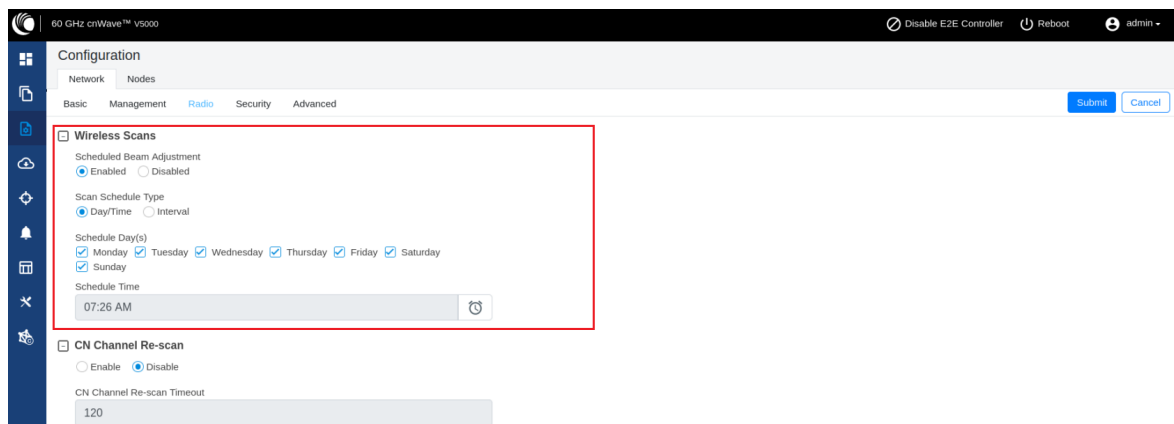 60 GHz cnWave™ V5000 Disable E2E Controller Reboot admin
Configuration
Network Nodes
Basic Management Radio Security Advanced Submit Cancel
Wireless Scans
Scheduled Beam Adjustment
Enabled Disabled
Scan Schedule Type
Day/Time Interval
Schedule Day(s)
Monday Tuesday Wednesday Thursday Friday Saturday
Sunday
Schedule Time
07:26 AM
CN Channel Re-scan
Enable Disable
CN Channel Re-scan Timeout
120